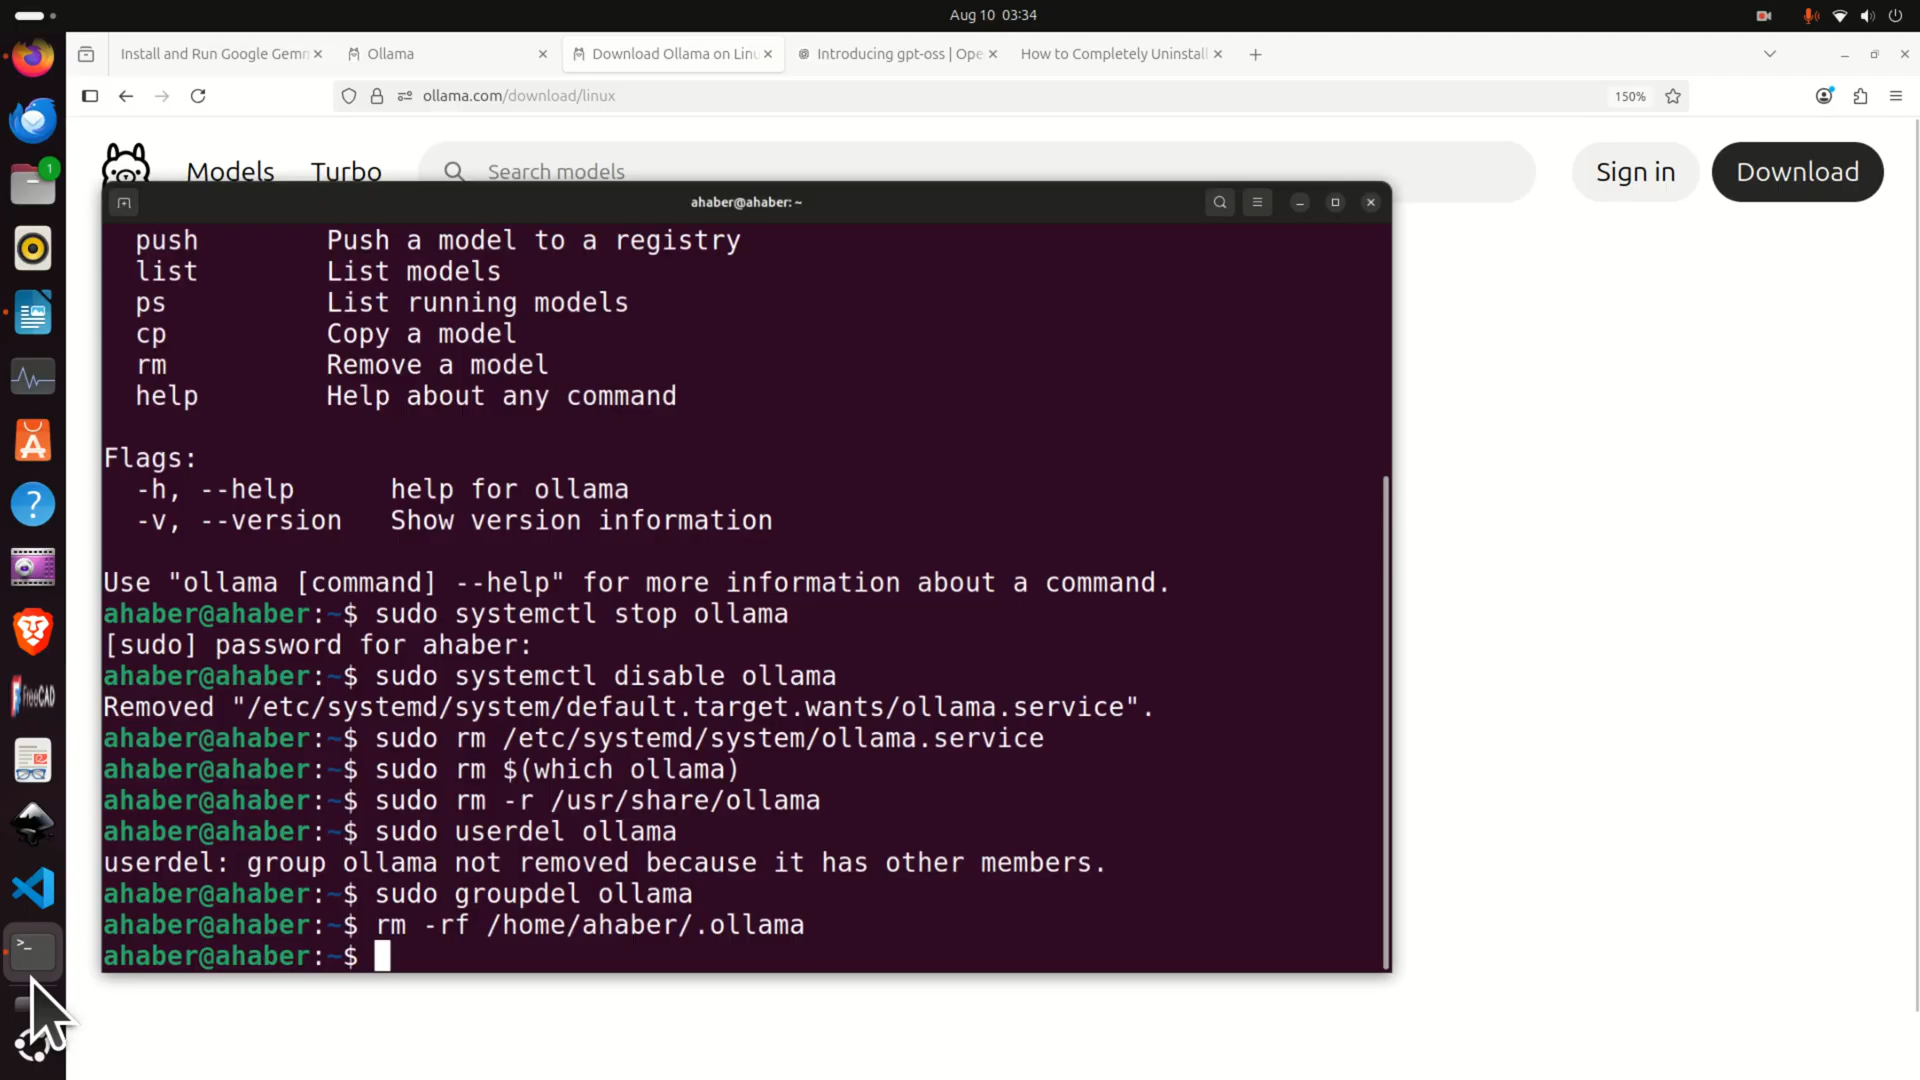 Aug 10 03:34
Install and Run Google Gemm
Ollama
Download Ollama on Linu
Introducing gpt-oss | Ope
How to Completely Uninstal
ollama.com/download/linux
150%
Models
Turbo
Search models
Sign in
Download
ahaber@ahaber: ~
push Push a model to a registry
list List models
ps List running models
cp Copy a model
rm Remove a model
help Help about any command
Flags:
-h, --help help for ollama
-v, --version Show version information
Use "ollama [command] --help" for more information about a command.
ahaber@ahaber:~$ sudo systemctl stop ollama
[sudo] password for ahaber:
ahaber@ahaber:~$ sudo systemctl disable ollama
Removed "/etc/systemd/system/default.target.wants/ollama.service".
ahaber@ahaber:~$ sudo rm /etc/systemd/system/ollama.service
ahaber@ahaber:~$ sudo rm $(which ollama)
ahaber@ahaber:~$ sudo rm -r /usr/share/ollama
ahaber@ahaber:~$ sudo userdel ollama
userdel: group ollama not removed because it has other members.
ahaber@ahaber:~$ sudo groupdel ollama
ahaber@ahaber:~$ rm -rf /home/ahaber/.ollama
ahaber@ahaber:~$
1
FreeCAD